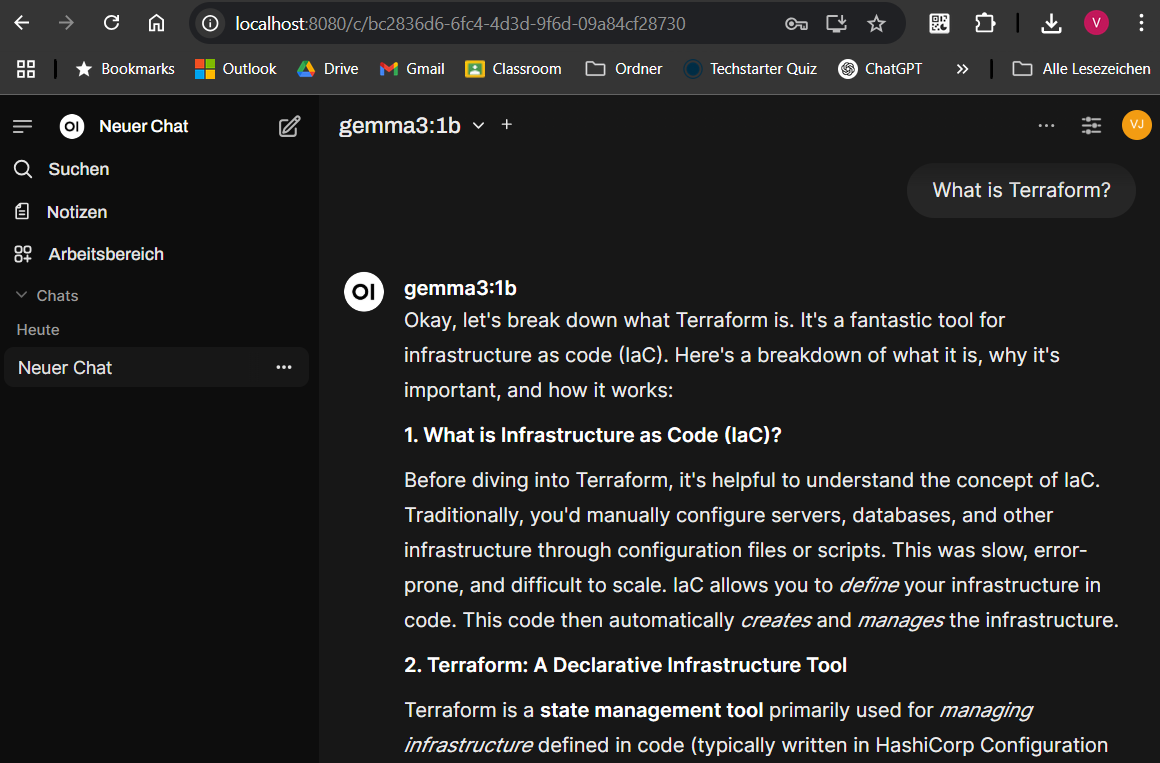 localhost:8080/c/bc2836d6-6fc4-4d3d-9f6d-09a84cf28730
V
Bookmarks Outlook Drive Gmail Classroom Ordner Techstarter Quiz ChatGPT » Alle Lesezeichen
OI Neuer Chat
gemma3:1b
VJ
Suchen
Notizen
Arbeitsbereich
Chats
Heute
Neuer Chat
What is Terraform?
OI
gemma3:1b
Okay, let's break down what Terraform is. It's a fantastic tool for
infrastructure as code (IaC). Here's a breakdown of what it is, why it's
important, and how it works:
1. What is Infrastructure as Code (IaC)?
Before diving into Terraform, it's helpful to understand the concept of IaC.
Traditionally, you'd manually configure servers, databases, and other
infrastructure through configuration files or scripts. This was slow, error-
prone, and difficult to scale. IaC allows you to define your infrastructure in
code. This code then automatically creates and manages the infrastructure.
2. Terraform: A Declarative Infrastructure Tool
Terraform is a state management tool primarily used for managing
infrastructure defined in code (typically written in HashiCorp Configuration